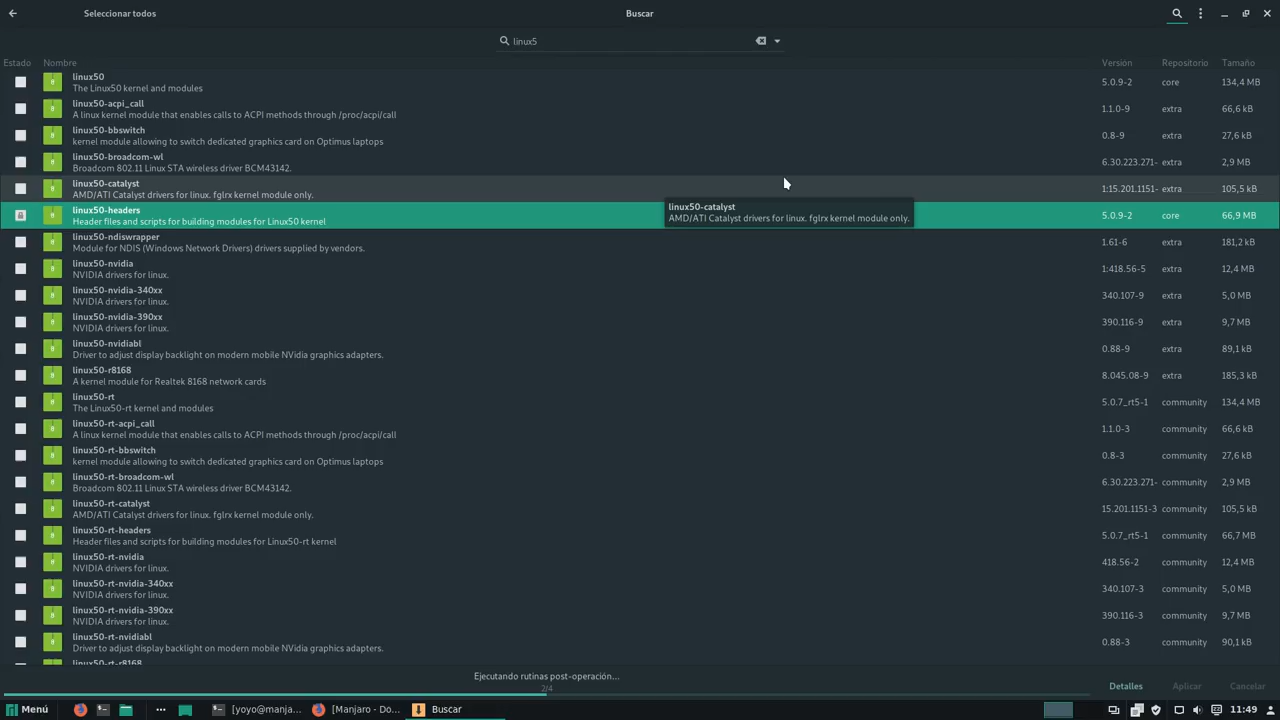 Seleccionar todos
Buscar
linux5
Estado Nombre Versión Repositorio Tamaño
linux50
The Linux50 kernel and modules
5.0.9-2 core 134,4 MB
linux50-acpi_call
A linux kernel module that enables calls to ACPI methods through /proc/acpi/call
1.1.0-9 extra 66,6 kB
linux50-bbswitch
kernel module allowing to switch dedicated graphics card on Optimus laptops
0.8-9 extra 27,6 kB
linux50-broadcom-wl
Broadcom 802.11 Linux STA wireless driver BCM43142.
6.30.223.271- extra 2,9 MB
linux50-catalyst
AMD/ATI Catalyst drivers for linux. fglrx kernel module only.
1:15.201.1151- extra 105,5 kB
linux50-headers
Header files and scripts for building modules for Linux50 kernel
5.0.9-2 core 66,9 MB
linux50-catalyst
AMD/ATI Catalyst drivers for linux. fglrx kernel module only.
linux50-ndiswrapper
Module for NDIS (Windows Network Drivers) drivers supplied by vendors.
1.61-6 extra 181,2 kB
linux50-nvidia
NVIDIA drivers for linux.
1:418.56-5 extra 12,4 MB
linux50-nvidia-340xx
NVIDIA drivers for linux.
340.107-9 extra 5,0 MB
linux50-nvidia-390xx
NVIDIA drivers for linux.
390.116-9 extra 9,7 MB
linux50-nvidiabl
Driver to adjust display backlight on modern mobile NVidia graphics adapters.
0.88-9 extra 89,1 kB
linux50-r8168
A kernel module for Realtek 8168 network cards
8.045.08-9 extra 185,3 kB
linux50-rt
The Linux50-rt kernel and modules
5.0.7_rt5-1 community 134,4 MB
linux50-rt-acpi_call
A linux kernel module that enables calls to ACPI methods through /proc/acpi/call
1.1.0-3 community 66,6 kB
linux50-rt-bbswitch
kernel module allowing to switch dedicated graphics card on Optimus laptops
0.8-3 community 27,6 kB
linux50-rt-broadcom-wl
Broadcom 802.11 Linux STA wireless driver BCM43142.
6.30.223.271- community 2,9 MB
linux50-rt-catalyst
AMD/ATI Catalyst drivers for linux. fglrx kernel module only.
15.201.1151-3 community 105,5 kB
linux50-rt-headers
Header files and scripts for building modules for Linux50-rt kernel
5.0.7_rt5-1 community 66,7 MB
linux50-rt-nvidia
NVIDIA drivers for linux.
418.56-2 community 12,4 MB
linux50-rt-nvidia-340xx
NVIDIA drivers for linux.
340.107-3 community 5,0 MB
linux50-rt-nvidia-390xx
NVIDIA drivers for linux.
390.116-3 community 9,7 MB
linux50-rt-nvidiabl
Driver to adjust display backlight on modern mobile NVidia graphics adapters.
0.88-3 community 90,1 kB
linux50-rt-r8168
Ejecutando rutinas post-operación...
2/4
Detalles Aplicar Cancelar
Menú [yoyo@manja... [Manjaro - Do... Buscar 11:49